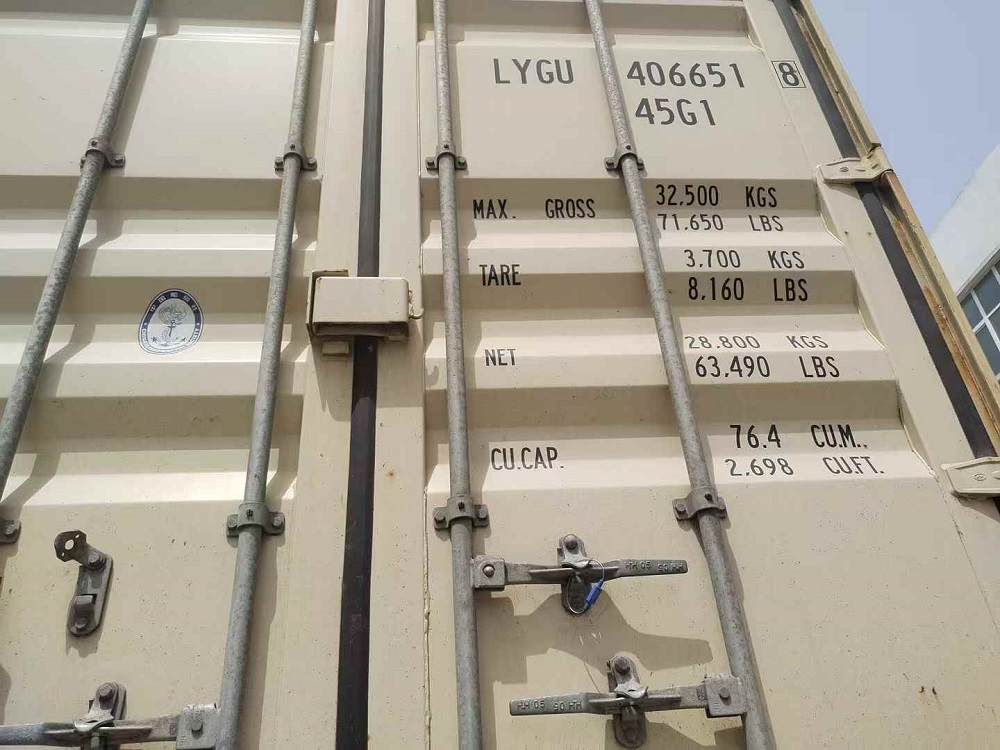 LYGU 406651 8
45G1
MAX. GROSS 32.500 KGS
71.650 LBS
TARE 3.700 KGS
8.160 LBS
NET 28.800 KGS
63.490 LBS
CU.CAP. 76.4 CU.M..
2.698 CU.FT.